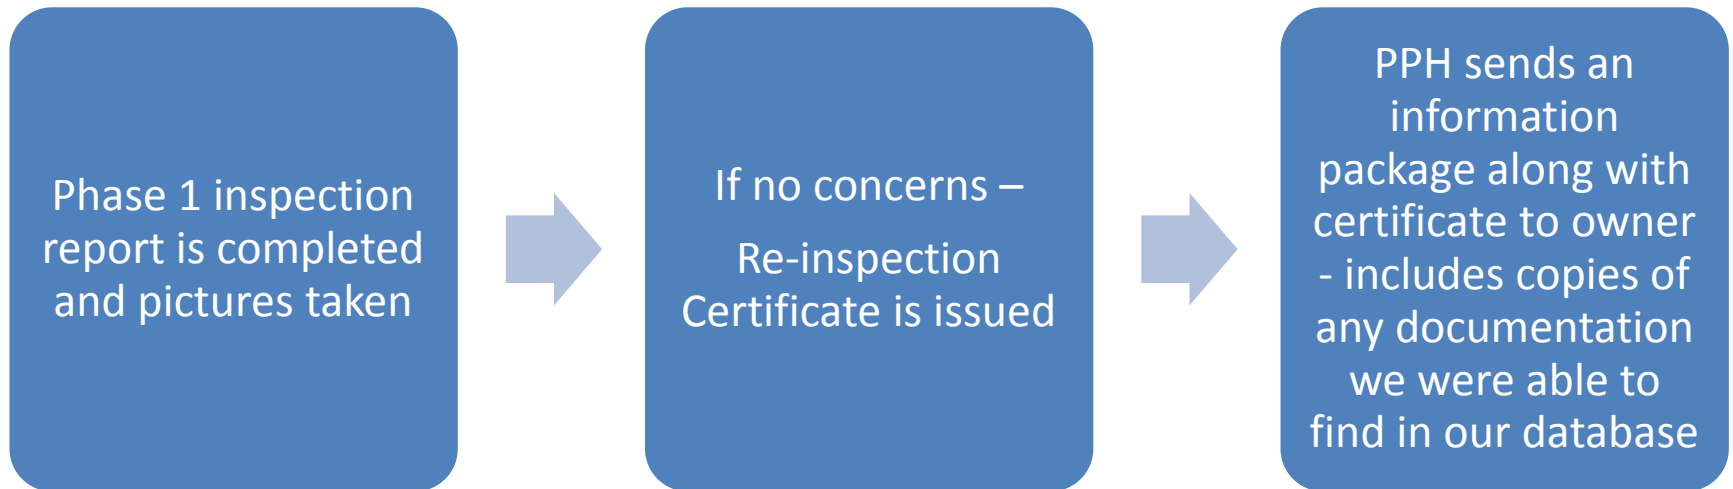 Phase 1 inspection
report is completed
and pictures taken
If no concerns –
Re-inspection
Certificate is issued
PPH sends an
information
package along with
certificate to owner
- includes copies of
any documentation
we were able to
find in our database